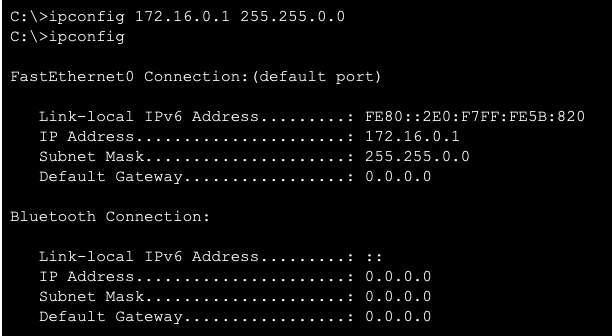 C:\>ipconfig 172.16.0.1 255.255.0.0
C:\>ipconfig
FastEthernet0 Connection:(default port)
Link-local IPv6 Address.........: FE80::2E0:F7FF:FE5B:820
IP Address......................: 172.16.0.1
Subnet Mask.....................: 255.255.0.0
Default Gateway.................: 0.0.0.0
Bluetooth Connection:
Link-local IPv6 Address.........: ::
IP Address......................: 0.0.0.0
Subnet Mask.....................: 0.0.0.0
Default Gateway.................: 0.0.0.0